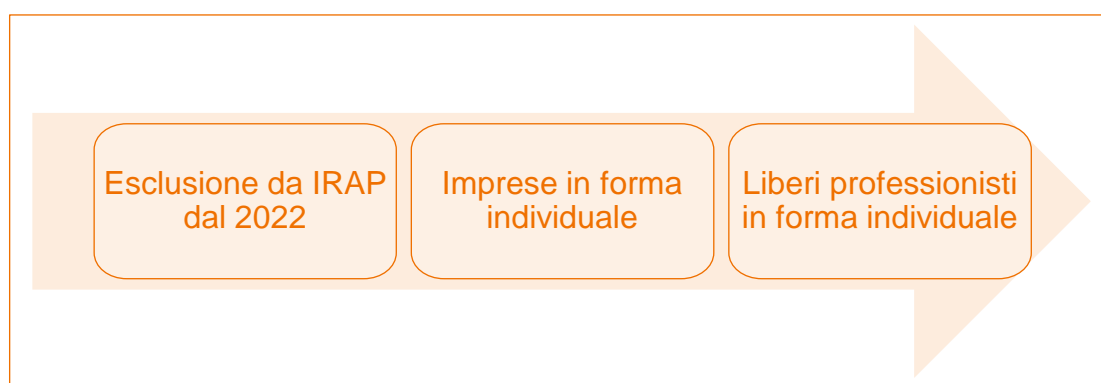 Esclusione da IRAP
dal 2022
Imprese in forma
individuale
Liberi professionisti
in forma individuale